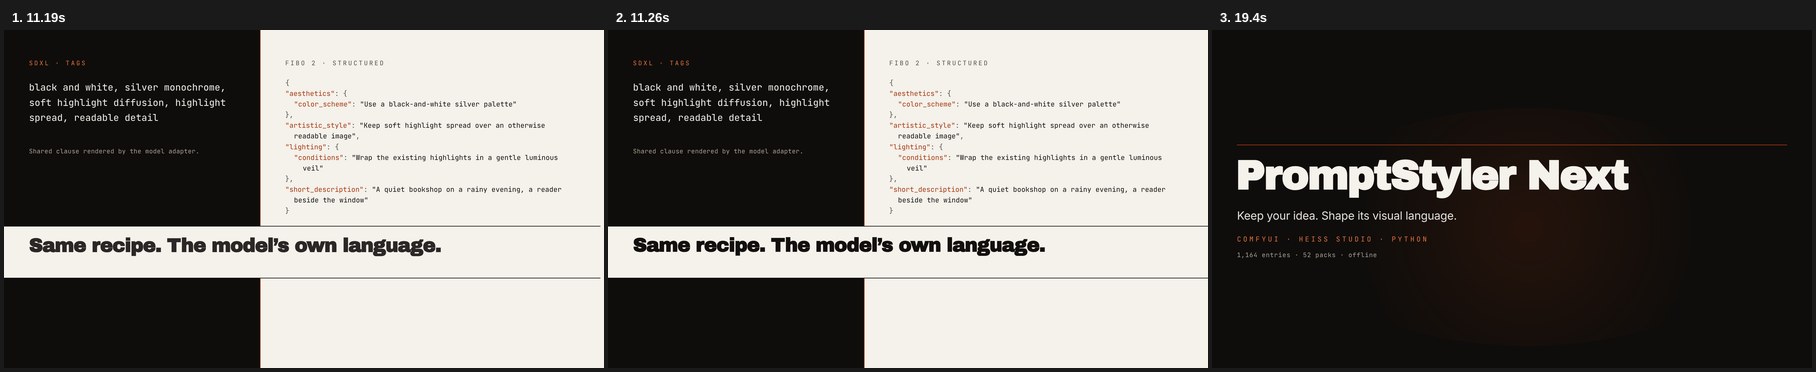 1. 11.19s
SDXL · TAGS
black and white, silver monochrome,
soft highlight diffusion, highlight
spread, readable detail
Shared clause rendered by the model adapter.
FIBO 2 · STRUCTURED
{
"aesthetics": {
"color_scheme": "Use a black-and-white silver palette"
},
"artistic_style": "Keep soft highlight spread over an otherwise
readable image",
"lighting": {
"conditions": "Wrap the existing highlights in a gentle luminous
veil"
},
"short_description": "A quiet bookshop on a rainy evening, a reader
beside the window"
}
Same recipe. The model’s own language.
2. 11.26s
SDXL · TAGS
black and white, silver monochrome,
soft highlight diffusion, highlight
spread, readable detail
Shared clause rendered by the model adapter.
FIBO 2 · STRUCTURED
{
"aesthetics": {
"color_scheme": "Use a black-and-white silver palette"
},
"artistic_style": "Keep soft highlight spread over an otherwise
readable image",
"lighting": {
"conditions": "Wrap the existing highlights in a gentle luminous
veil"
},
"short_description": "A quiet bookshop on a rainy evening, a reader
beside the window"
}
Same recipe. The model’s own language.
3. 19.4s
PromptStyler Next
Keep your idea. Shape its visual language.
COMFYUI · HEISS STUDIO · PYTHON
1,164 entries · 52 packs · offline